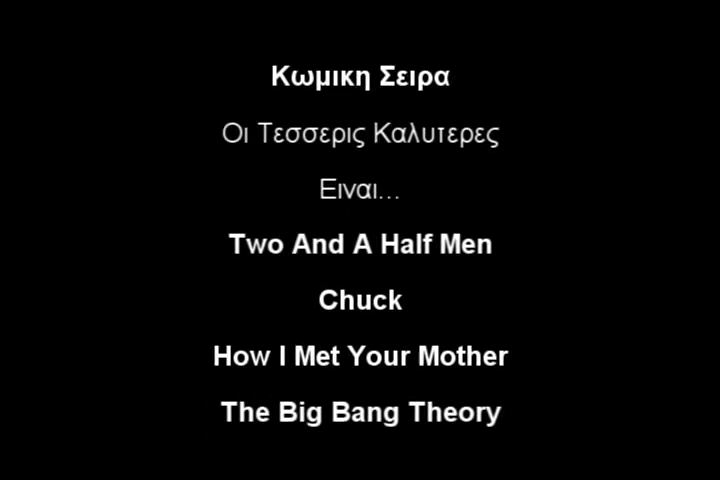 Κωμικη Σειρα
Οι Τεσσερις Καλυτερες
Ειναι...
Two And A Half Men
Chuck
How I Met Your Mother
The Big Bang Theory